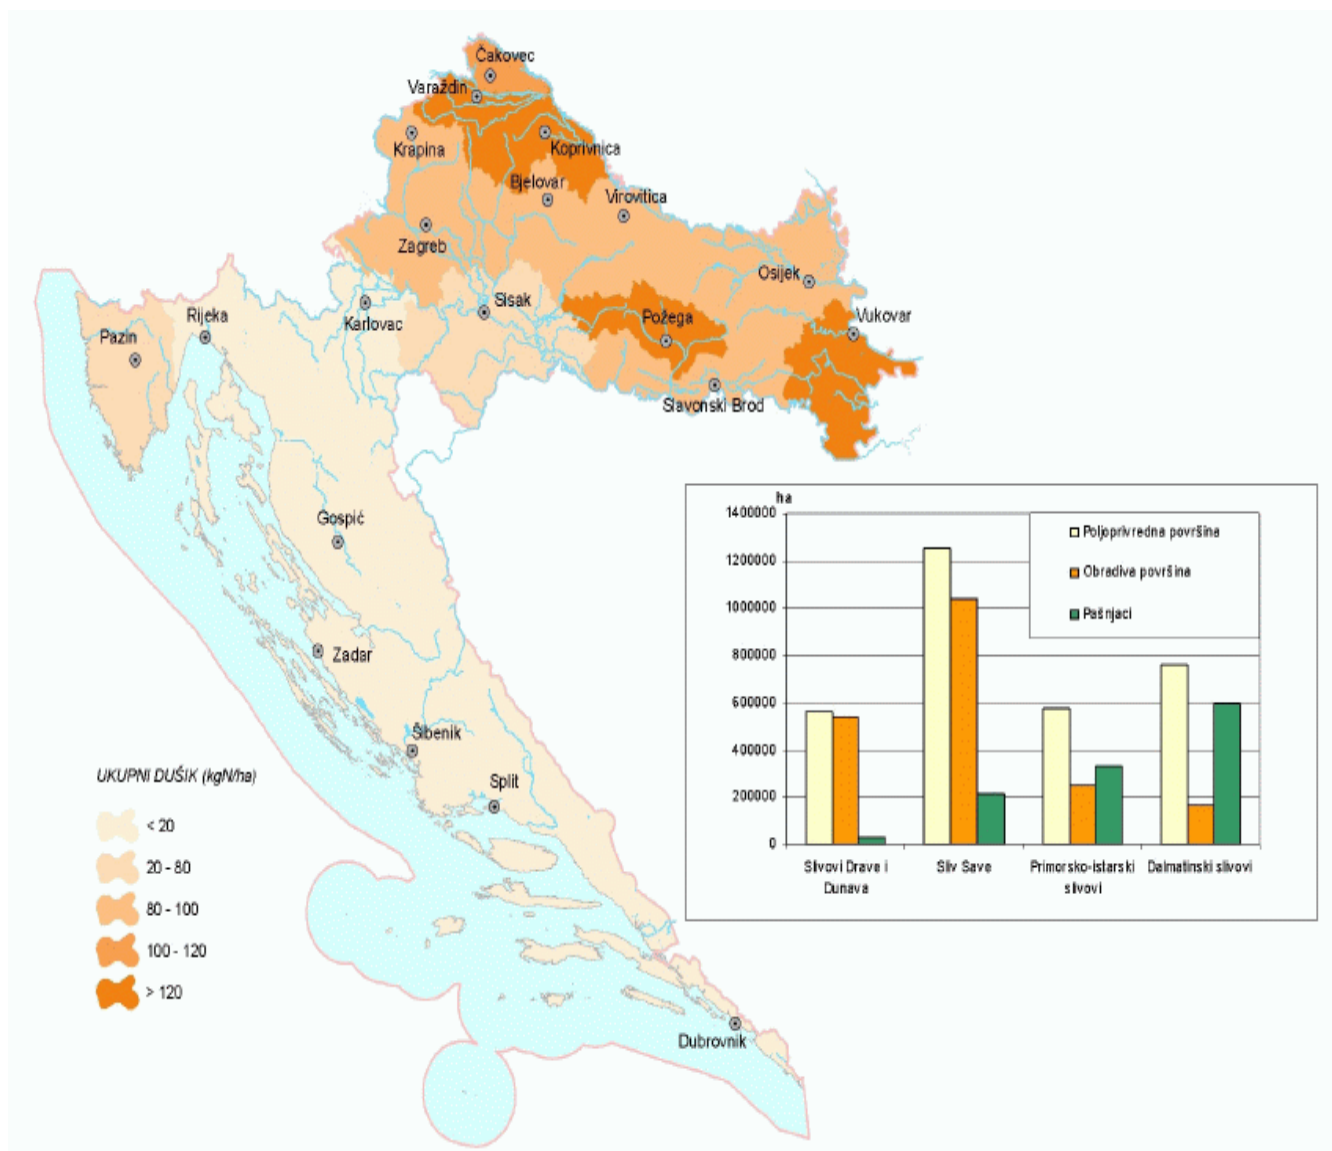 Čakovec
Varaždin
Krapina
Koprivnica
Bjelovar
Virovitica
Zagreb
Osijek
Sisak
Rijeka
Karlovac
Požega
Vukovar
Pazin
Slavonski Brod
Gospić
Zadar
Šibenik
Split
Dubrovnik
UKUPNI DUŠIK (kgN/ha)
< 20
20 - 80
80 - 100
100 - 120
> 120
ha
1400000
1200000
1000000
800000
600000
400000
200000
0
Poljoprivredna površina
Obradiva površina
Pašnjaci
Slivovi Drave i
Dunava
Sliv Save
Primorsko-istarski
slivovi
Dalmatinski slivovi